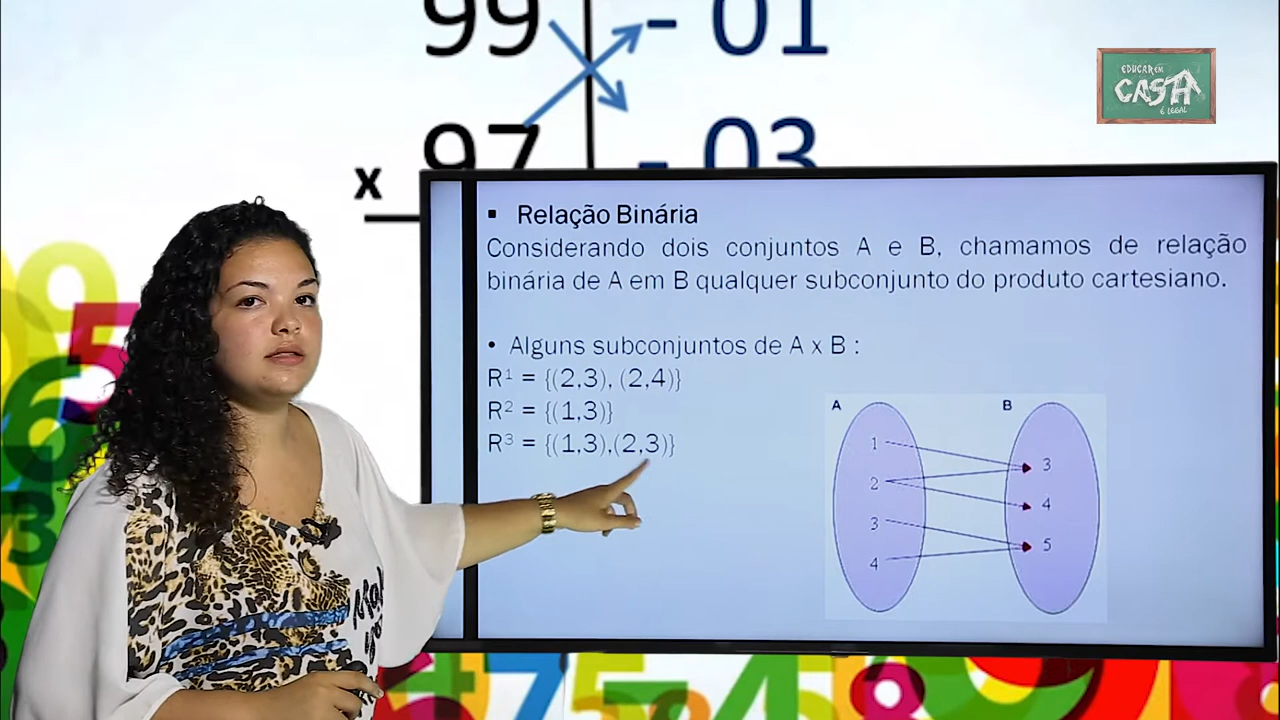 99 - 01
EDUCAR EM
CASA
É LEGAL
x 97 - 03
▪ Relação Binária
Considerando dois conjuntos A e B, chamamos de relação
binária de A em B qualquer subconjunto do produto cartesiano.
• Alguns subconjuntos de A x B :
R¹ = {(2,3), (2,4)}
R² = {(1,3)}
R³ = {(1,3),(2,3)}
A B
1
2
3
4
3
4
5